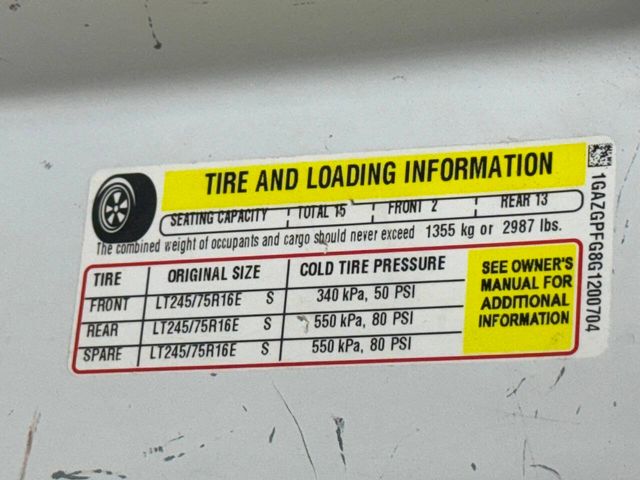 TIRE AND LOADING INFORMATION
SEATING CAPACITY TOTAL 15 FRONT 2 REAR 13
The combined weight of occupants and cargo should never exceed 1355 kg or 2987 lbs.
TIRE ORIGINAL SIZE COLD TIRE PRESSURE
FRONT LT245/75R16E S 340 kPa, 50 PSI
REAR LT245/75R16E S 550 kPa, 80 PSI
SPARE LT245/75R16E S 550 kPa, 80 PSI
SEE OWNER'S
MANUAL FOR
ADDITIONAL
INFORMATION
1GAZGPFG8G1200704